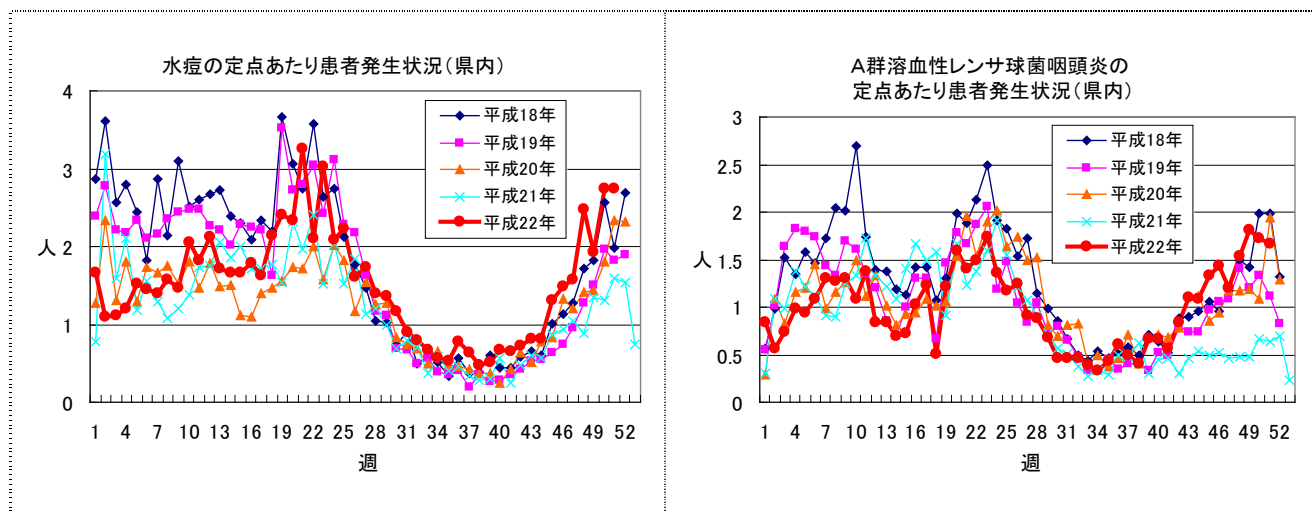 水痘の定点あたり患者発生状況(県内)
4
3
2
1
0
人
平成18年
平成19年
平成20年
平成21年
平成22年
1 4 7 10 13 16 19 22 25 28 31 34 37 40 43 46 49 52
週
A群溶血性レンサ球菌咽頭炎の
定点あたり患者発生状況(県内)
3
2.5
2
1.5
1
0.5
0
人
平成18年
平成19年
平成20年
平成21年
平成22年
1 4 7 10 13 16 19 22 25 28 31 34 37 40 43 46 49 52
週